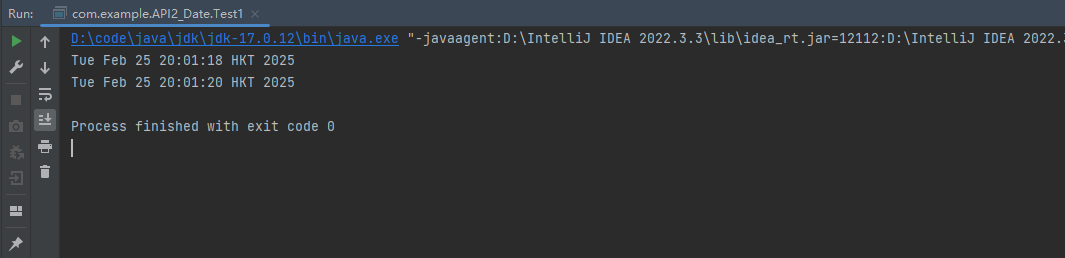 Run: com.example.API2_Date.Test1
D:\code\java\jdk\jdk-17.0.12\bin\java.exe "-javaagent:D:\IntelliJ IDEA 2022.3.3\lib\idea_rt.jar=12112:D:\IntelliJ IDEA 2022.3
Tue Feb 25 20:01:18 HKT 2025
Tue Feb 25 20:01:20 HKT 2025
Process finished with exit code 0